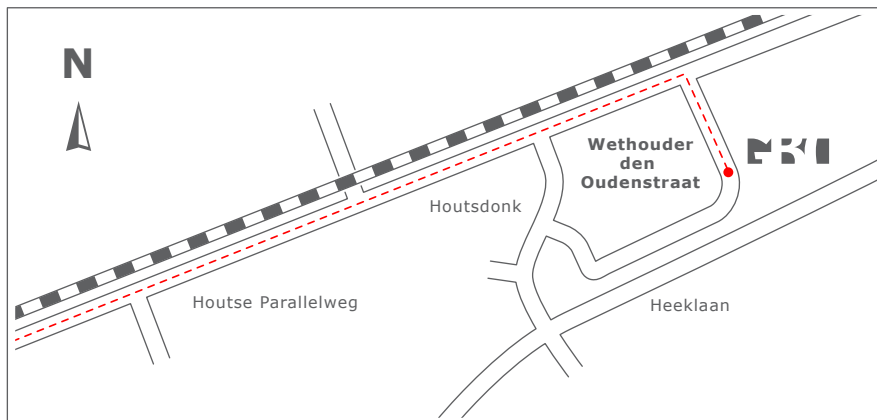 N
Wethouder
den
Oudenstraat
Houtsdonk
Houtse Parallelweg
Heeklaan